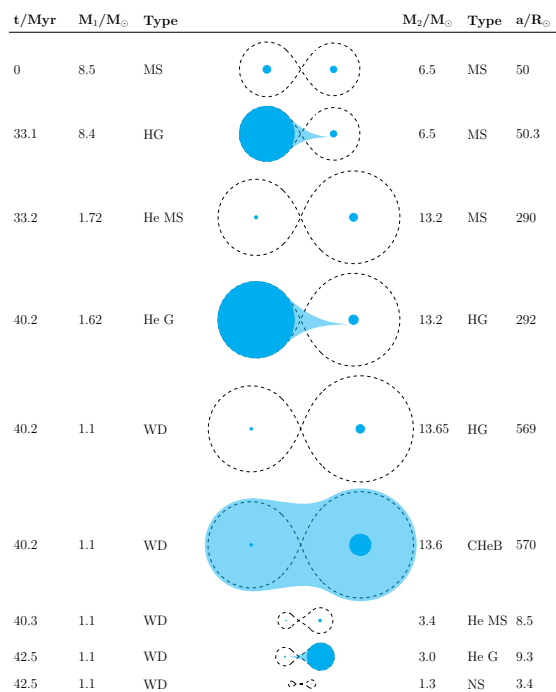 t/Myr M₁/M☉ Type M₂/M☉ Type a/R☉
0 8.5 MS 6.5 MS 50
33.1 8.4 HG 6.5 MS 50.3
33.2 1.72 He MS 13.2 MS 290
40.2 1.62 He G 13.2 HG 292
40.2 1.1 WD 13.65 HG 569
40.2 1.1 WD 13.6 CHeB 570
40.3 1.1 WD 3.4 He MS 8.5
42.5 1.1 WD 3.0 He G 9.3
42.5 1.1 WD 1.3 NS 3.4